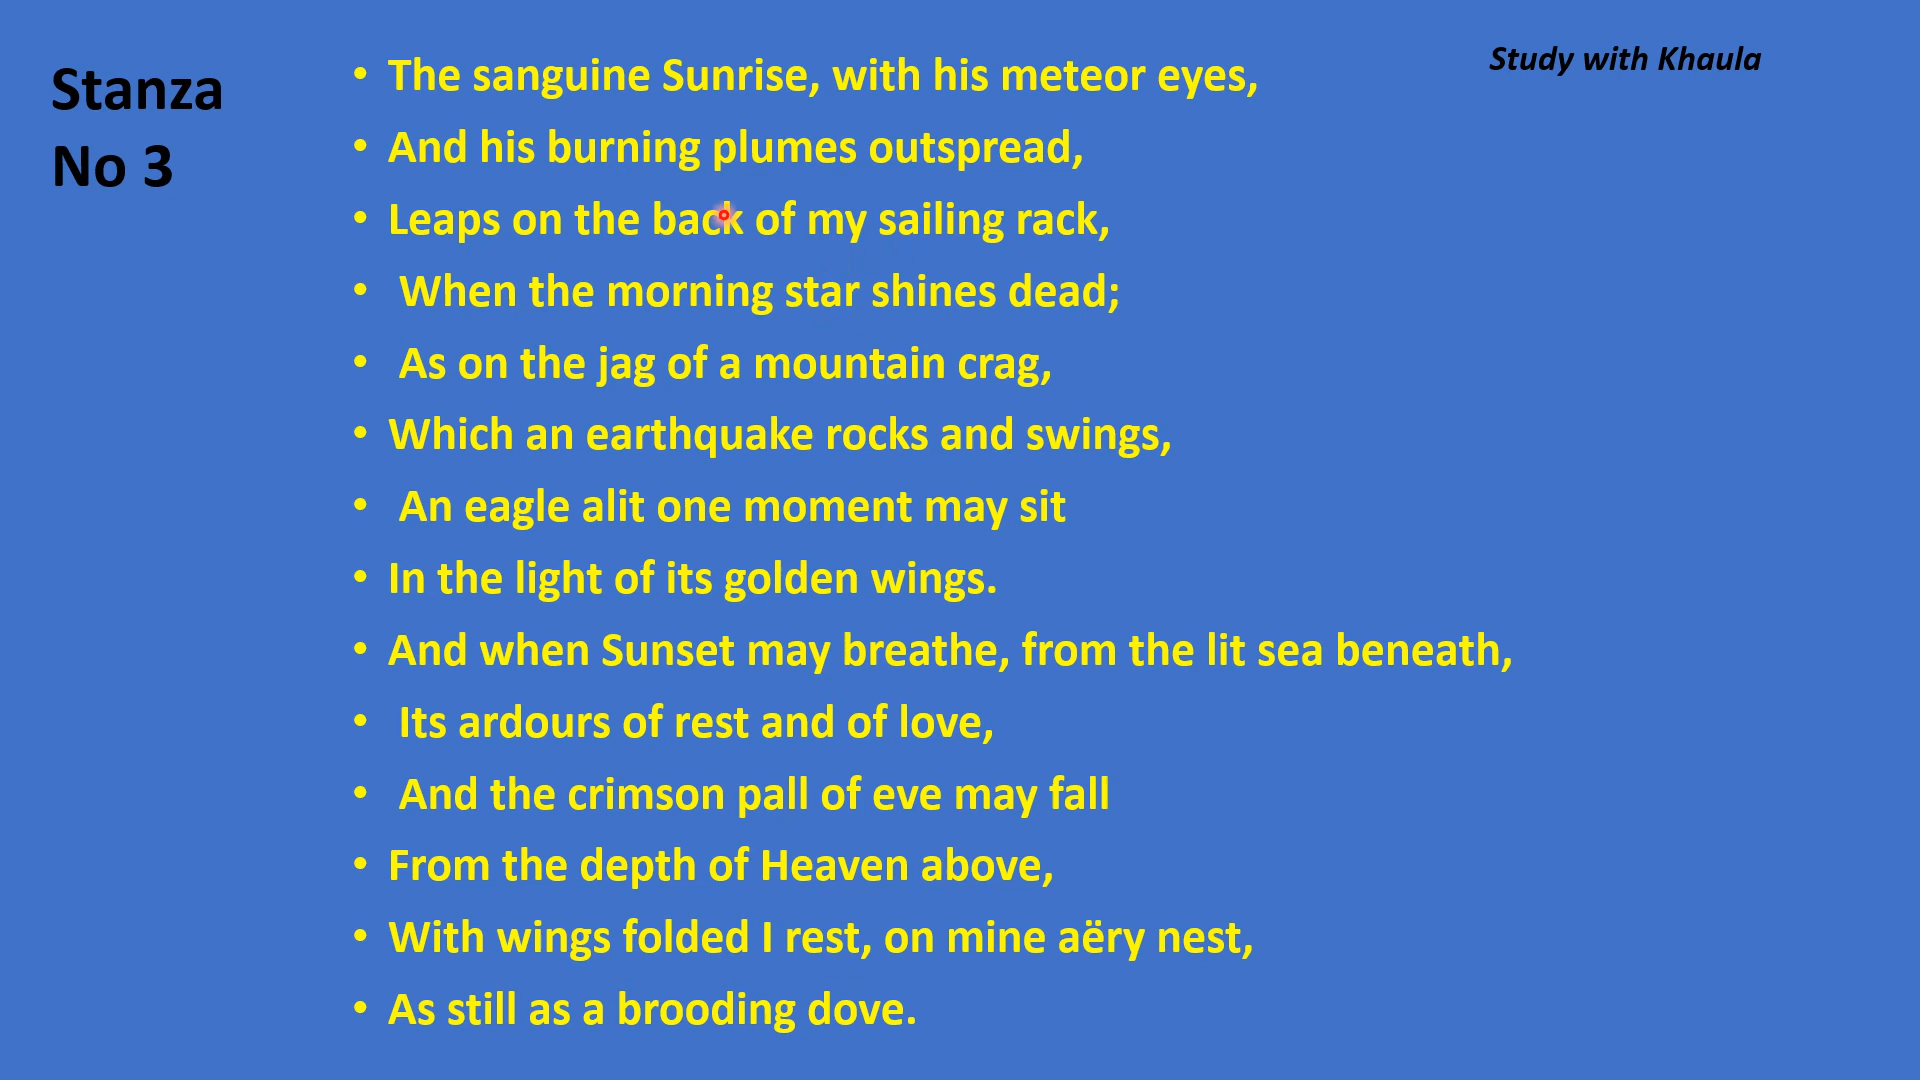 Stanza
No 3
Study with Khaula
• The sanguine Sunrise, with his meteor eyes,
• And his burning plumes outspread,
• Leaps on the back of my sailing rack,
• When the morning star shines dead;
• As on the jag of a mountain crag,
• Which an earthquake rocks and swings,
• An eagle alit one moment may sit
• In the light of its golden wings.
• And when Sunset may breathe, from the lit sea beneath,
• Its ardours of rest and of love,
• And the crimson pall of eve may fall
• From the depth of Heaven above,
• With wings folded I rest, on mine aëry nest,
• As still as a brooding dove.